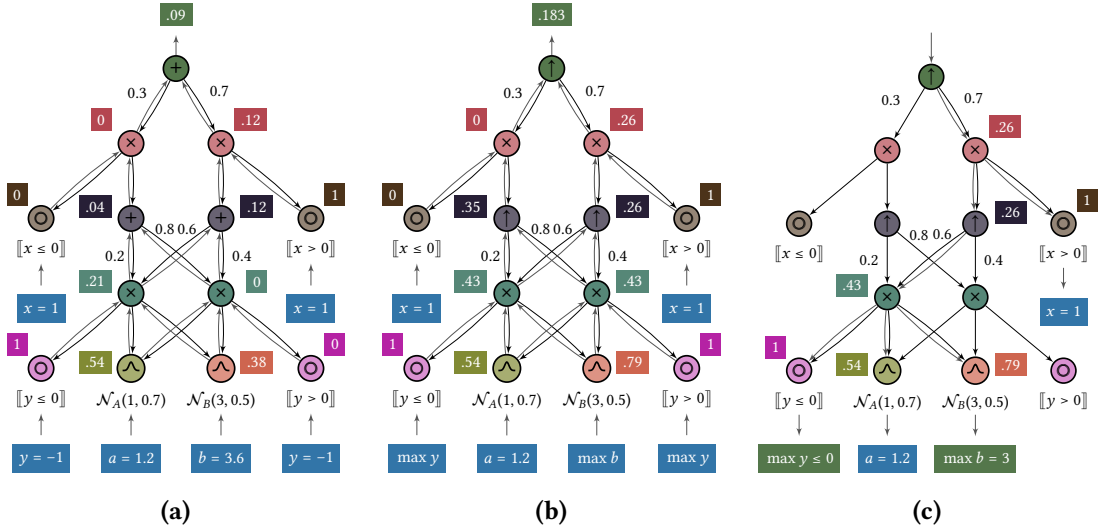 .09
+
0.3 0.7
0 .12
× ×
0 .04 + + .12 1
⟦x ≤ 0⟧ 0.8 0.6 ⟦x > 0⟧
0.2 0.4
x = 1 .21 × × 0 x = 1
1 .54 .38 0
⟦y ≤ 0⟧ 𝒩A(1, 0.7) 𝒩B(3, 0.5) ⟦y > 0⟧
y = −1 a = 1.2 b = 3.6 y = −1
(a)
.183
↑
0.3 0.7
0 .26
× ×
0 .35 ↑ ↑ .26 1
⟦x ≤ 0⟧ 0.8 0.6 ⟦x > 0⟧
0.2 0.4
x = 1 .43 × × .43 x = 1
1 .54 .79 1
⟦y ≤ 0⟧ 𝒩A(1, 0.7) 𝒩B(3, 0.5) ⟦y > 0⟧
max y a = 1.2 max b max y
(b)
↑
0.3 0.7
.26
× ×
↑ ↑ .26 1
⟦x ≤ 0⟧ 0.8 0.6 ⟦x > 0⟧
0.2 0.4
.43 × × x = 1
1 .54 .79
⟦y ≤ 0⟧ 𝒩A(1, 0.7) 𝒩B(3, 0.5) ⟦y > 0⟧
max y ≤ 0 a = 1.2 max b = 3
(c)